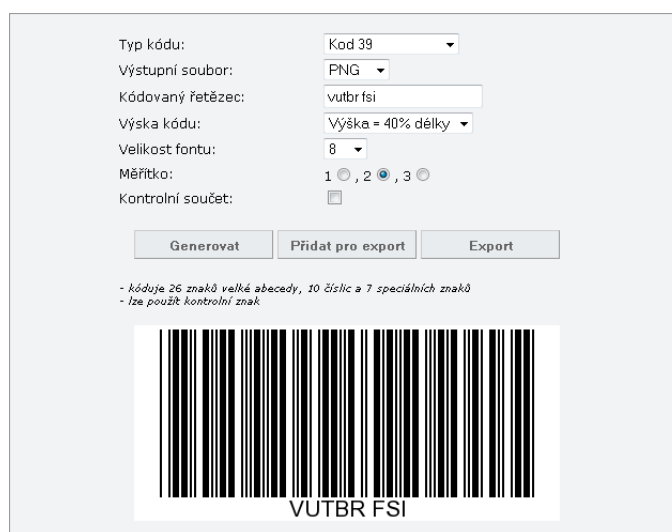 Typ kódu: Kod 39
Výstupní soubor: PNG
Kódovaný řetězec: vutbr fsi
Výska kódu: Výška = 40% délky
Velikost fontu: 8
Měřítko: 1 , 2 , 3
Kontrolní součet:
Generovat Přidat pro export Export
- kóduje 26 znaků velké abecedy, 10 číslic a 7 speciálních znaků
- lze použít kontrolní znak
VUTBR FSI